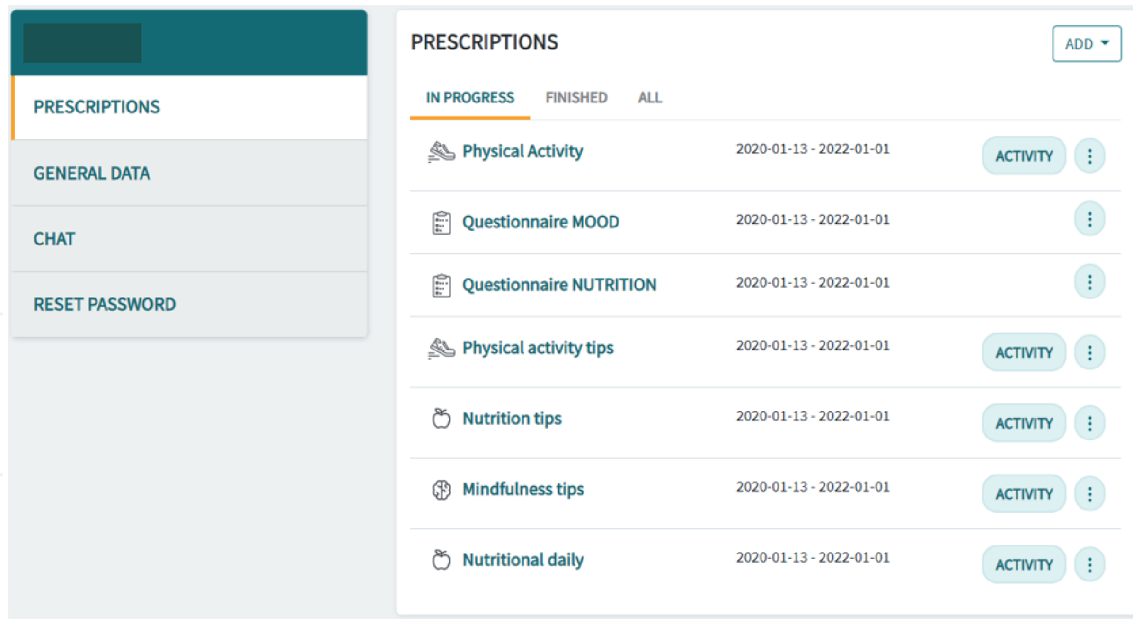 PRESCRIPTIONS
GENERAL DATA
CHAT
RESET PASSWORD
PRESCRIPTIONS
ADD
IN PROGRESS FINISHED ALL
Physical Activity 2020-01-13 - 2022-01-01 ACTIVITY
Questionnaire MOOD 2020-01-13 - 2022-01-01
Questionnaire NUTRITION 2020-01-13 - 2022-01-01
Physical activity tips 2020-01-13 - 2022-01-01 ACTIVITY
Nutrition tips 2020-01-13 - 2022-01-01 ACTIVITY
Mindfulness tips 2020-01-13 - 2022-01-01 ACTIVITY
Nutritional daily 2020-01-13 - 2022-01-01 ACTIVITY